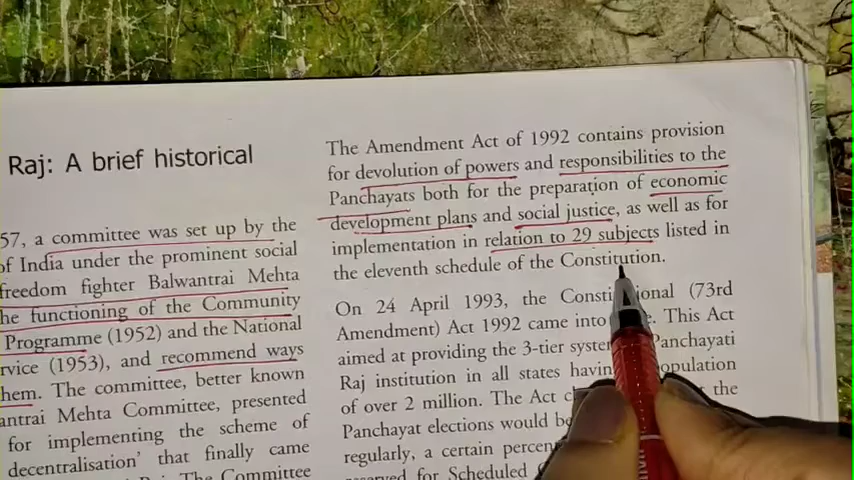 Raj: A brief historical
57, a committee was set up by the
of India under the prominent social
freedom fighter Balwantrai Mehta
he functioning of the Community
Programme (1952) and the National
rvice (1953), and recommend ways
hem. The committee, better known
antrai Mehta Committee, presented
for implementing the scheme of
decentralisation' that finally came
The Committee
The Amendment Act of 1992 contains provision
for devolution of powers and responsibilities to the
Panchayats both for the preparation of economic
development plans and social justice, as well as for
implementation in relation to 29 subjects listed in
the eleventh schedule of the Constitution.
On 24 April 1993, the Consti ional (73rd
Amendment) Act 1992 came into This Act
aimed at providing the 3-tier syste Panchayati
Raj institution in all states havin opulation
of over 2 million. The Act the
Panchayat elections would b
regularly, a certain percen
reserved for Scheduled